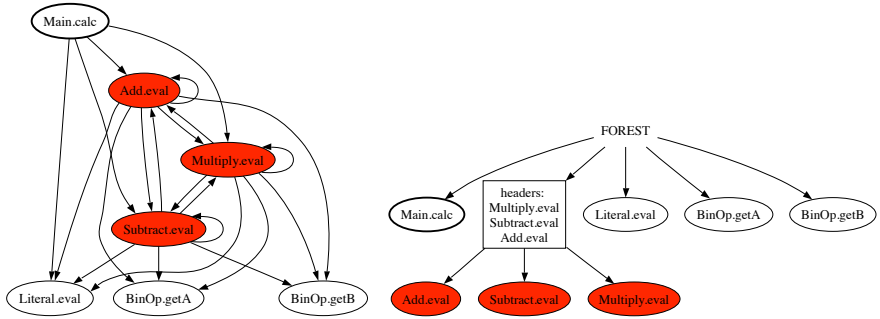 Main.calc
Add.eval
Multiply.eval
Subtract.eval
Literal.eval
BinOp.getA
BinOp.getB
FOREST
Main.calc
headers:
Multiply.eval
Subtract.eval
Add.eval
Literal.eval
BinOp.getA
BinOp.getB
Add.eval
Subtract.eval
Multiply.eval